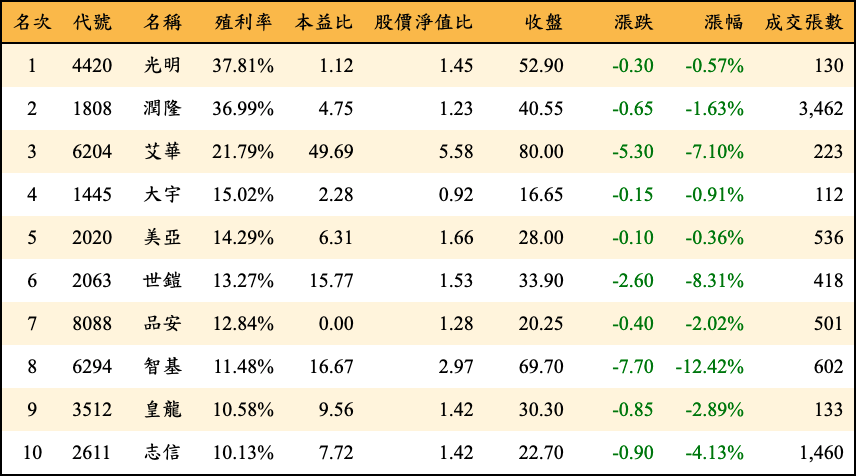 名次 代號 名稱 殖利率 本益比 股價淨值比 收盤 漲跌 漲幅 成交張數
1 4420 光明 37.81% 1.12 1.45 52.90 -0.30 -0.57% 130
2 1808 潤隆 36.99% 4.75 1.23 40.55 -0.65 -1.63% 3,462
3 6204 艾華 21.79% 49.69 5.58 80.00 -5.30 -7.10% 223
4 1445 大宇 15.02% 2.28 0.92 16.65 -0.15 -0.91% 112
5 2020 美亞 14.29% 6.31 1.66 28.00 -0.10 -0.36% 536
6 2063 世鎧 13.27% 15.77 1.53 33.90 -2.60 -8.31% 418
7 8088 品安 12.84% 0.00 1.28 20.25 -0.40 -2.02% 501
8 6294 智基 11.48% 16.67 2.97 69.70 -7.70 -12.42% 602
9 3512 皇龍 10.58% 9.56 1.42 30.30 -0.85 -2.89% 133
10 2611 志信 10.13% 7.72 1.42 22.70 -0.90 -4.13% 1,460